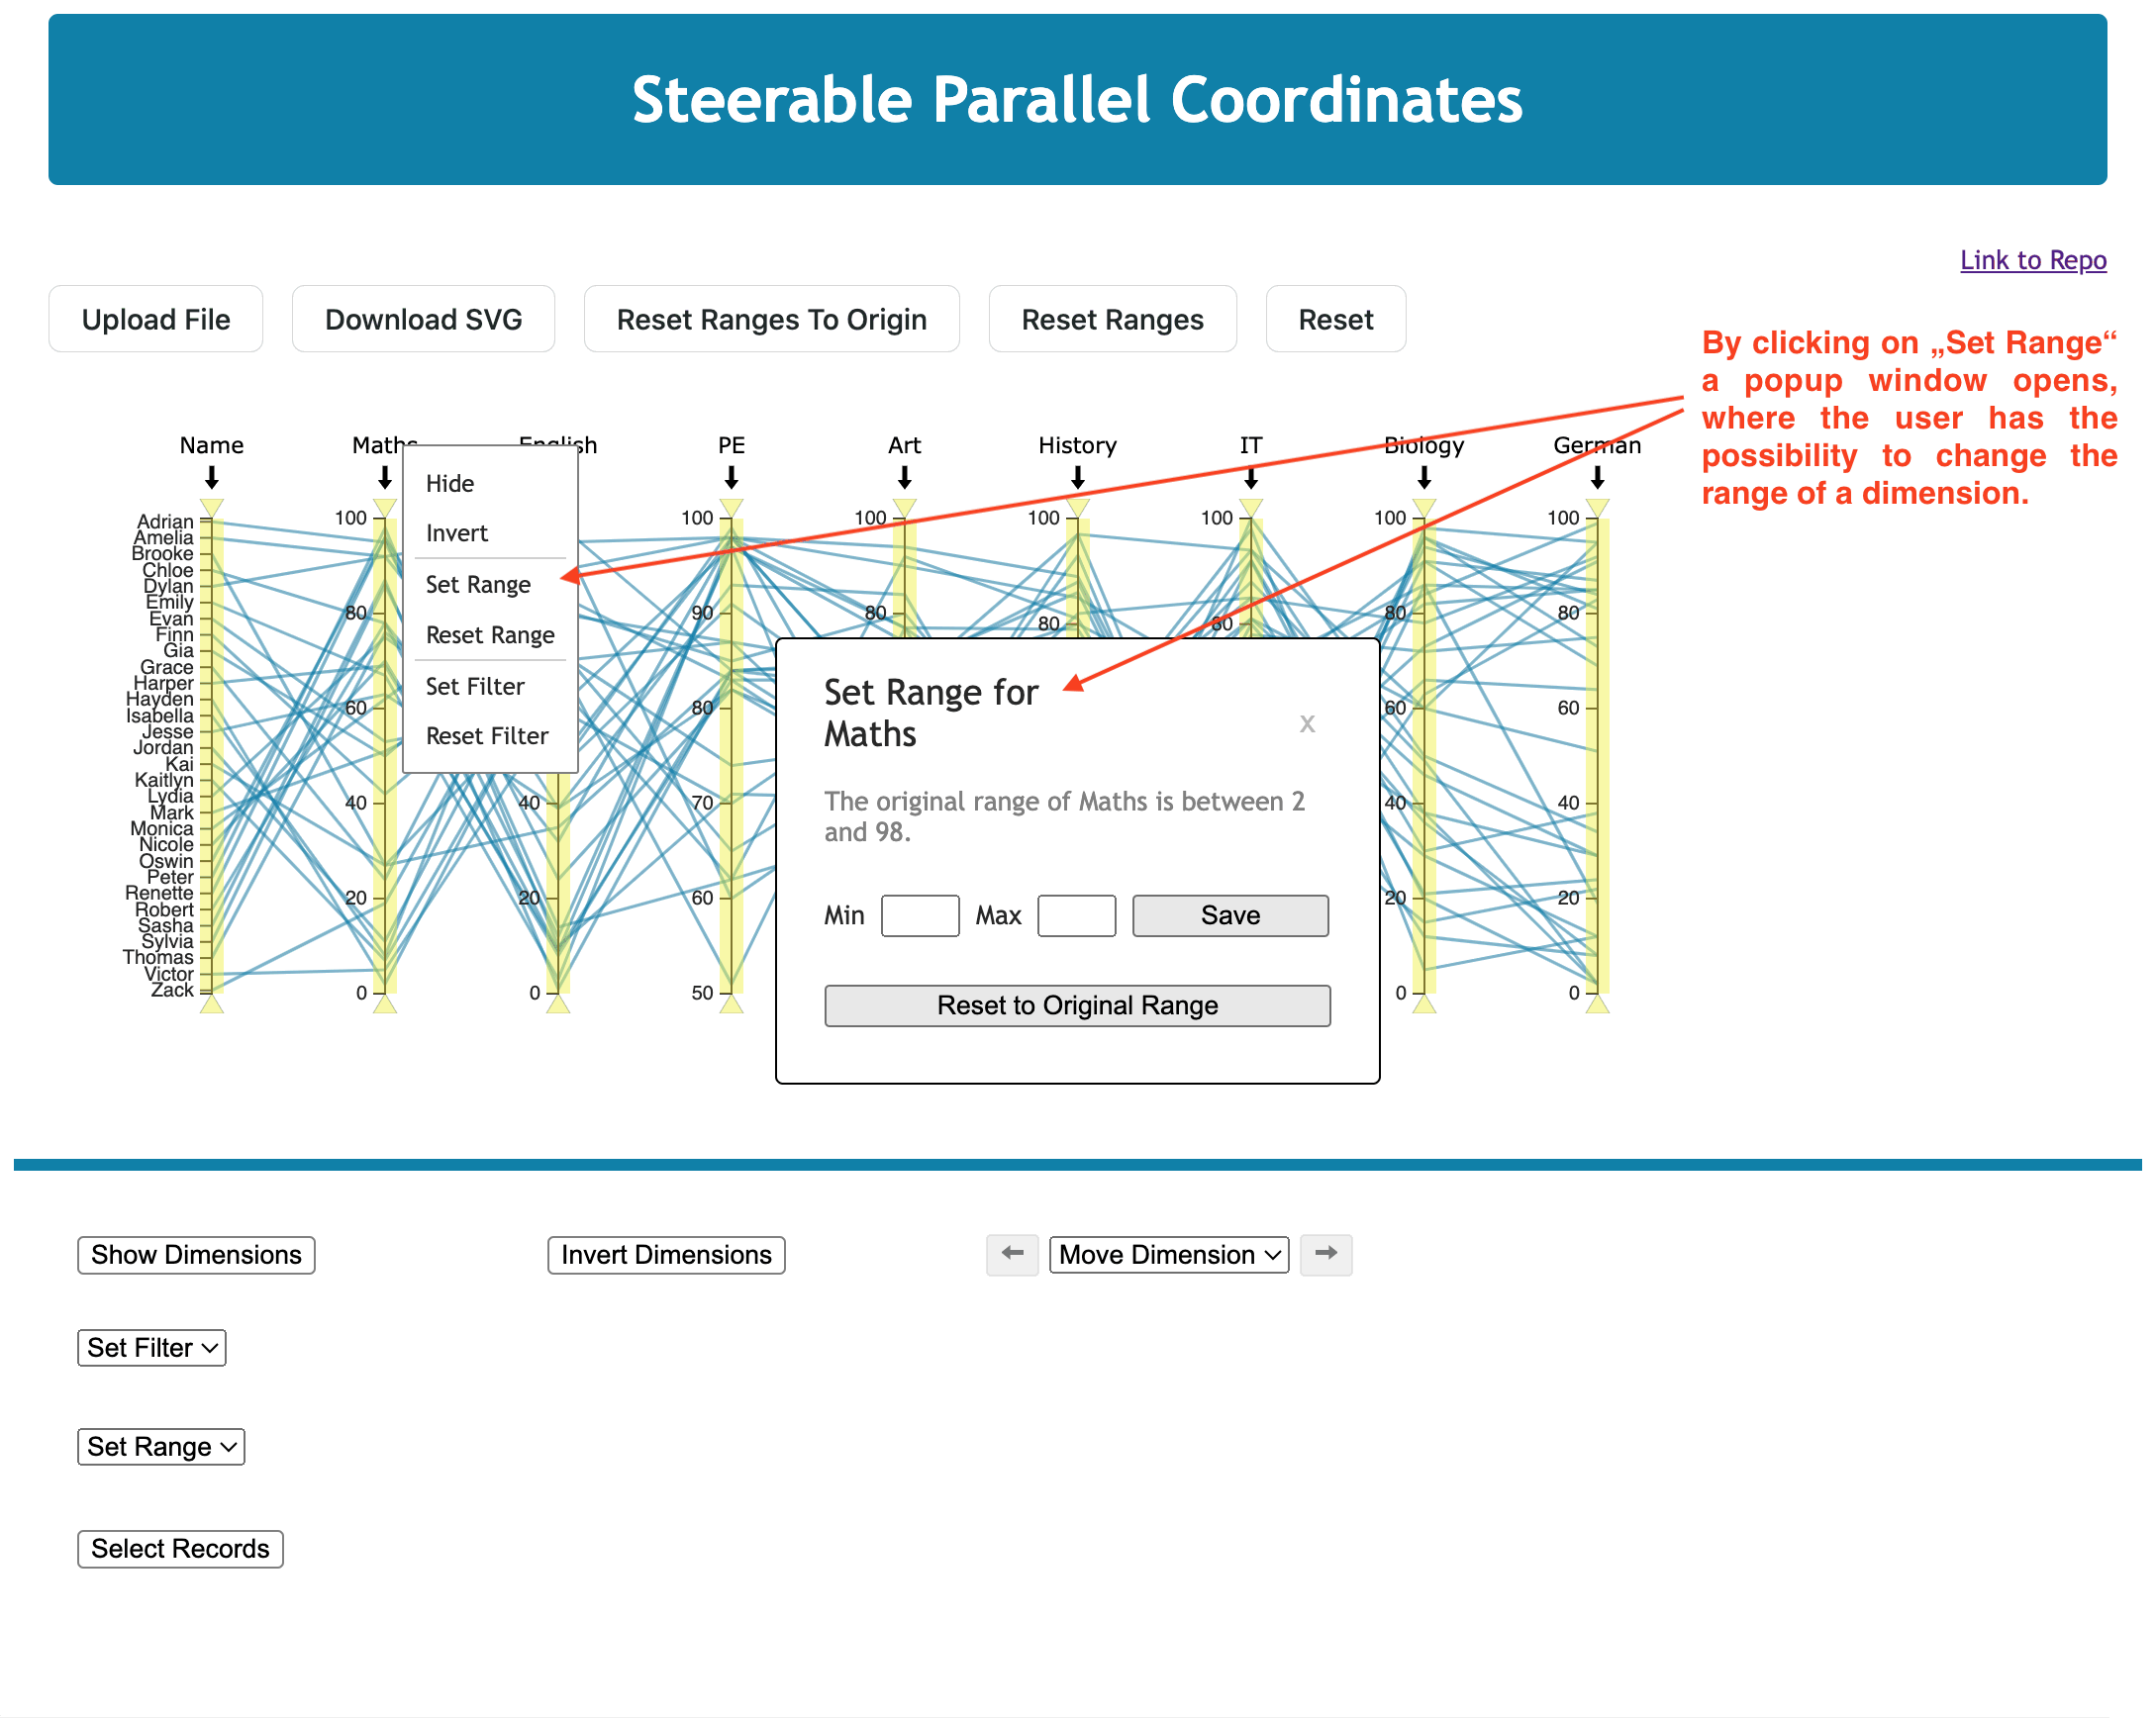 Steerable Parallel Coordinates
Link to Repo
Upload File
Download SVG
Reset Ranges To Origin
Reset Ranges
Reset
By clicking on „Set Range“
a popup window opens,
where the user has the
possibility to change the
range of a dimension.
Name
Maths
English
PE
Art
History
IT
Biology
German
Adrian
Amelia
Brooke
Chloe
Dylan
Emily
Evan
Finn
Gia
Grace
Harper
Hayden
Isabella
Jesse
Jordan
Kai
Kaitlyn
Lydia
Mark
Monica
Nicole
Oswin
Peter
Renette
Robert
Sasha
Sylvia
Thomas
Victor
Zack
100
80
60
40
20
0
Hide
Invert
Set Range
Reset Range
Set Filter
Reset Filter
40
20
0
100
90
80
70
60
50
100
80
100
80
100
80
Set Range for
Maths
x
The original range of Maths is between 2
and 98.
Min
Max
Save
Reset to Original Range
100
80
60
40
20
0
100
80
60
40
20
0
Show Dimensions
Invert Dimensions
Move Dimension
Set Filter
Set Range
Select Records